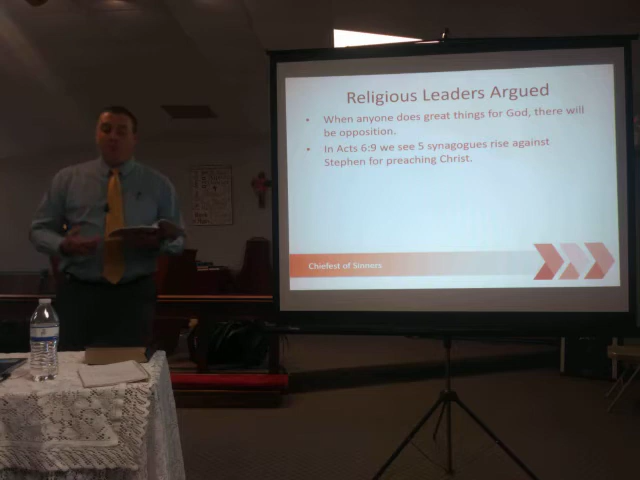 Religious Leaders Argued
• When anyone does great things for God, there will
be opposition.
• In Acts 6:9 we see 5 synagogues rise against
Stephen for preaching Christ.
Chiefest of Sinners